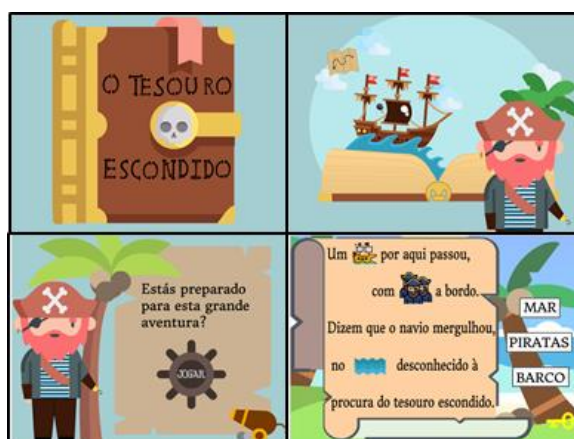 O TESOURO
ESCONDIDO
Estás preparado
para esta grande
aventura?
JOGAR
Um por aqui passou,
com a bordo.
Dizem que o navio mergulhou,
no desconhecido à
procura do tesouro escondido.
MAR
PIRATAS
BARCO